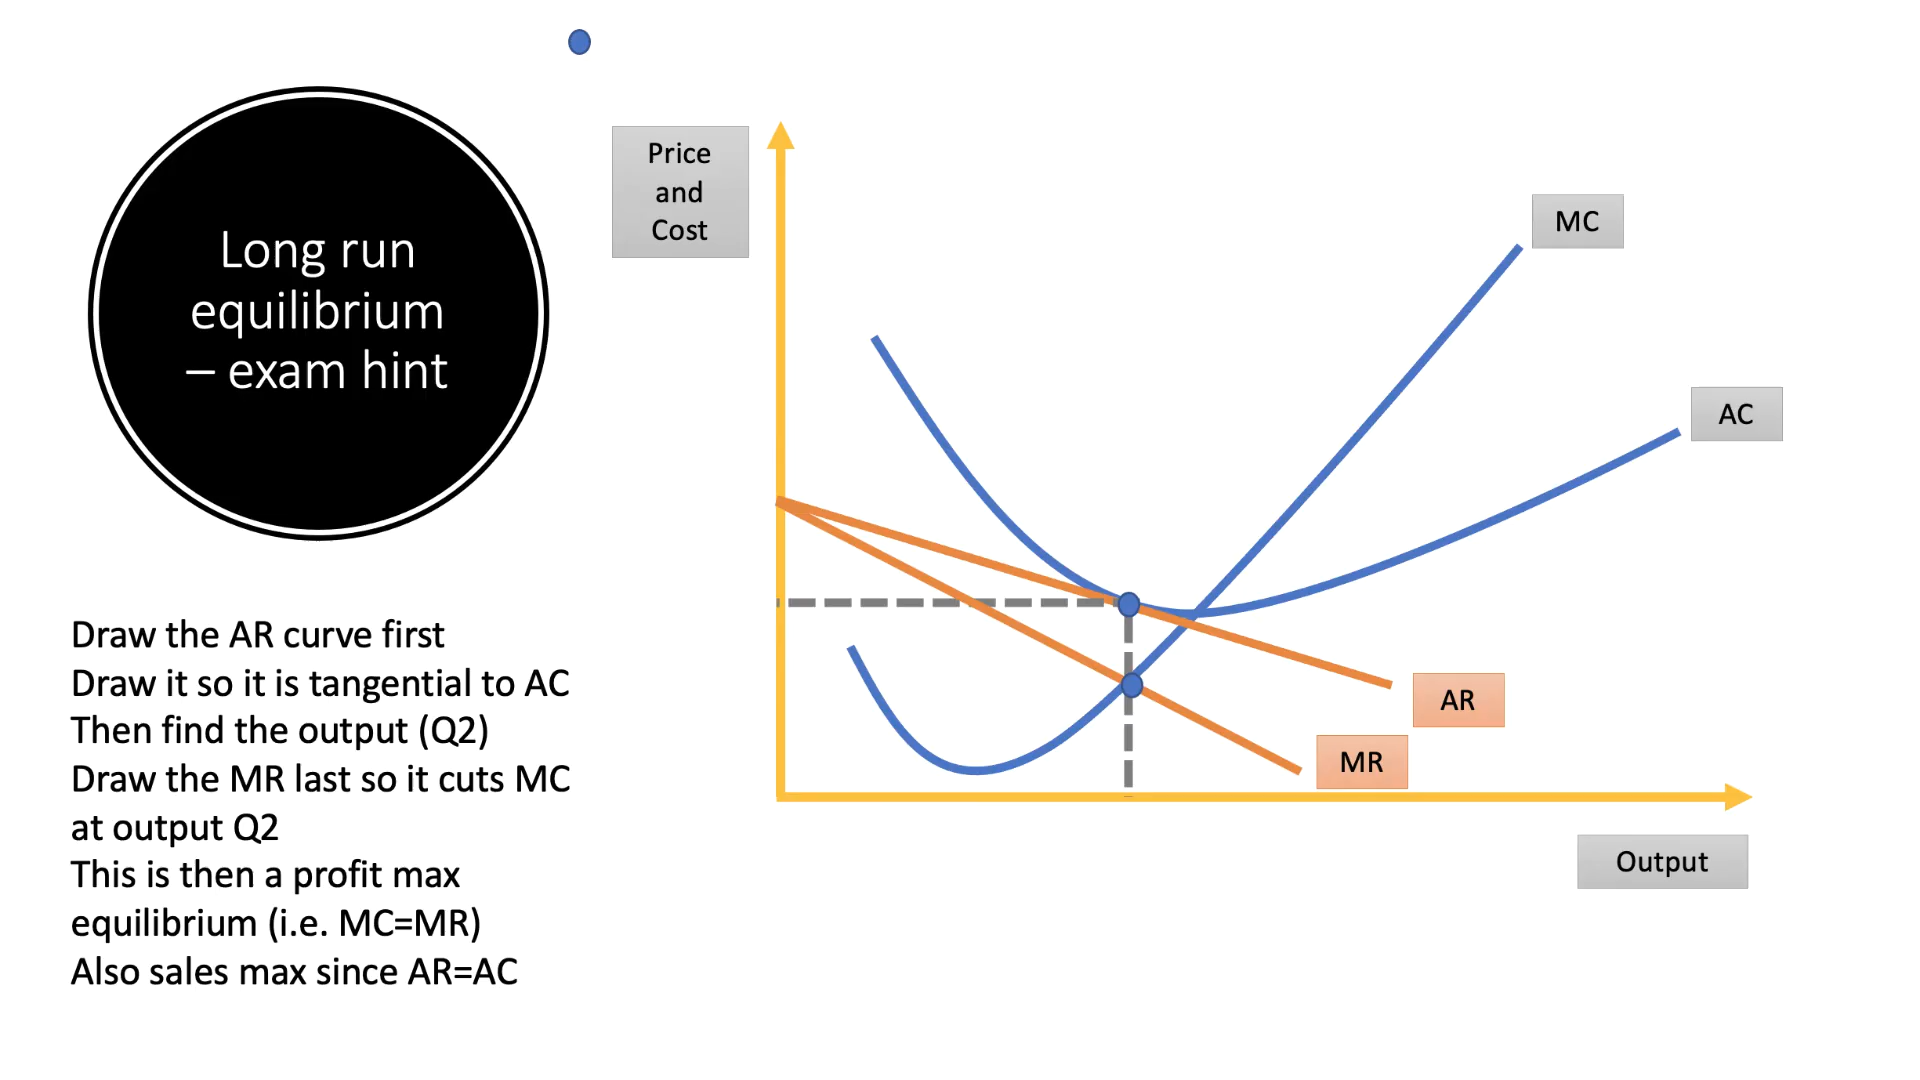 Long run
equilibrium
– exam hint
Draw the AR curve first
Draw it so it is tangential to AC
Then find the output (Q2)
Draw the MR last so it cuts MC
at output Q2
This is then a profit max
equilibrium (i.e. MC=MR)
Also sales max since AR=AC
Price
and
Cost
MC
AC
AR
MR
Output